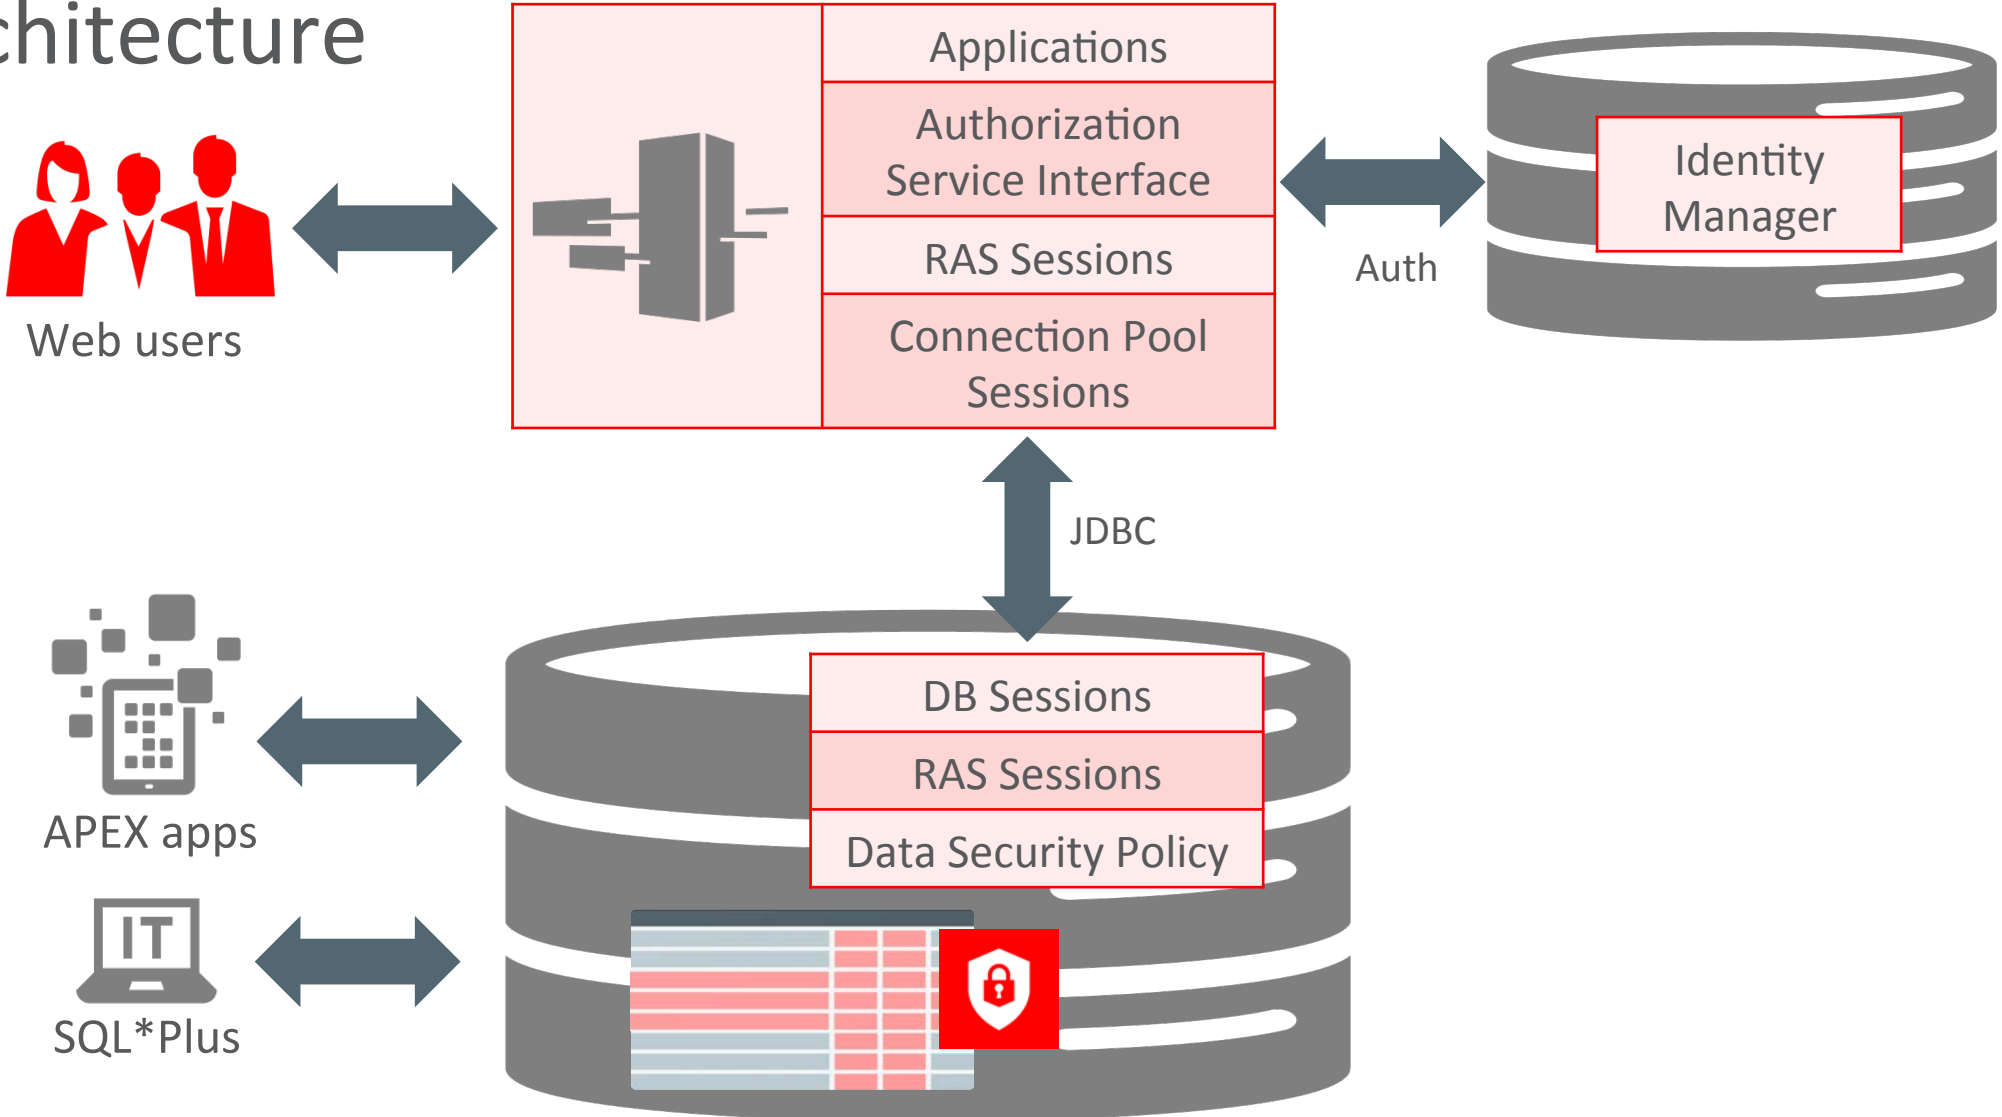 chitecture
Applications
Authorization
Service Interface
RAS Sessions
Connection Pool
Sessions
Identity
Manager
Auth
Web users
JDBC
DB Sessions
RAS Sessions
Data Security Policy
APEX apps
IT
SQL*Plus